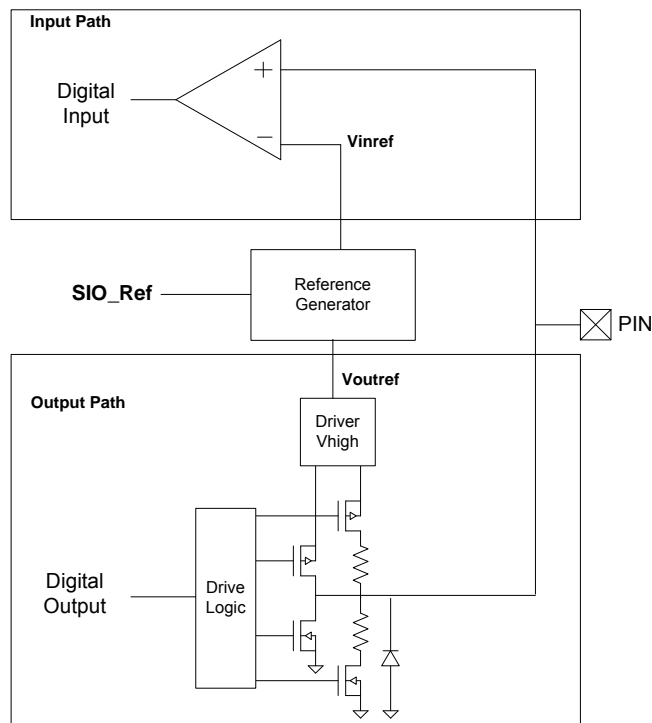 Input Path
+
Digital
Input
−
Vinref
Reference
Generator
SIO_Ref
PIN
Voutref
Output Path
Driver
Vhigh
Digital
Output
Drive
Logic